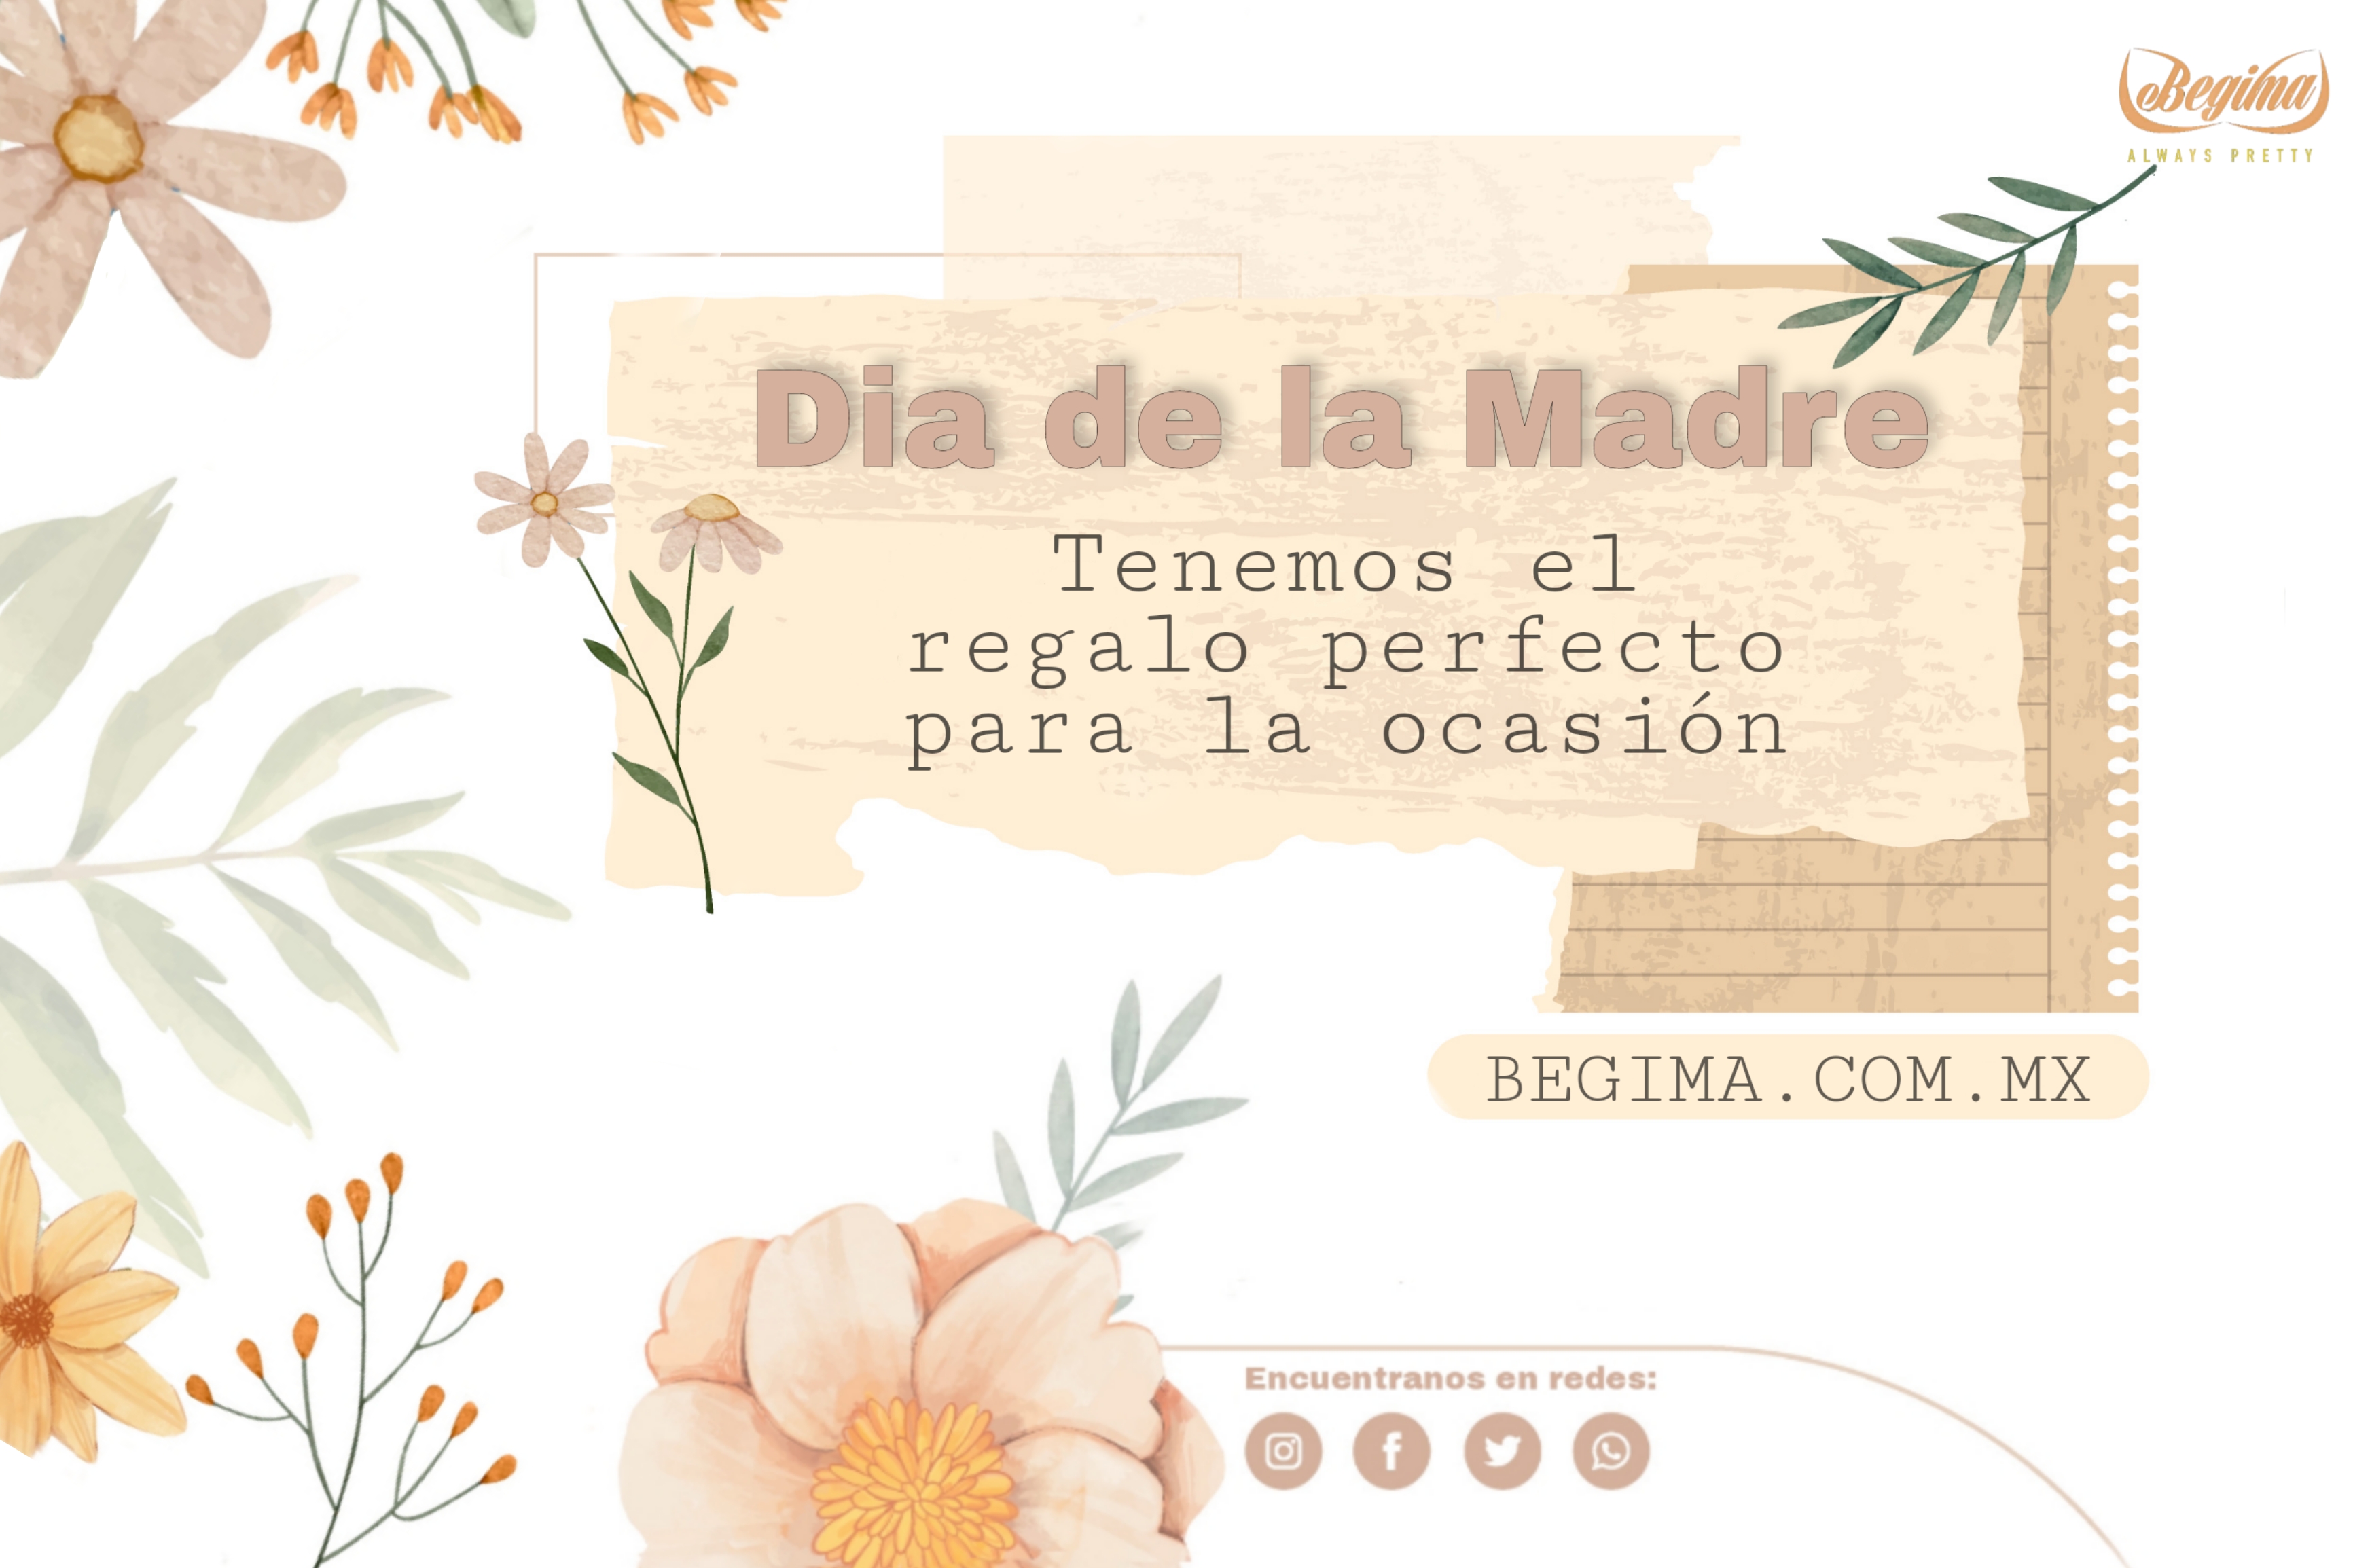 Begima
ALWAYS PRETTY
Dia de la Madre
Tenemos el
regalo perfecto
para la ocasión
BEGIMA.COM.MX
Encuentranos en redes: